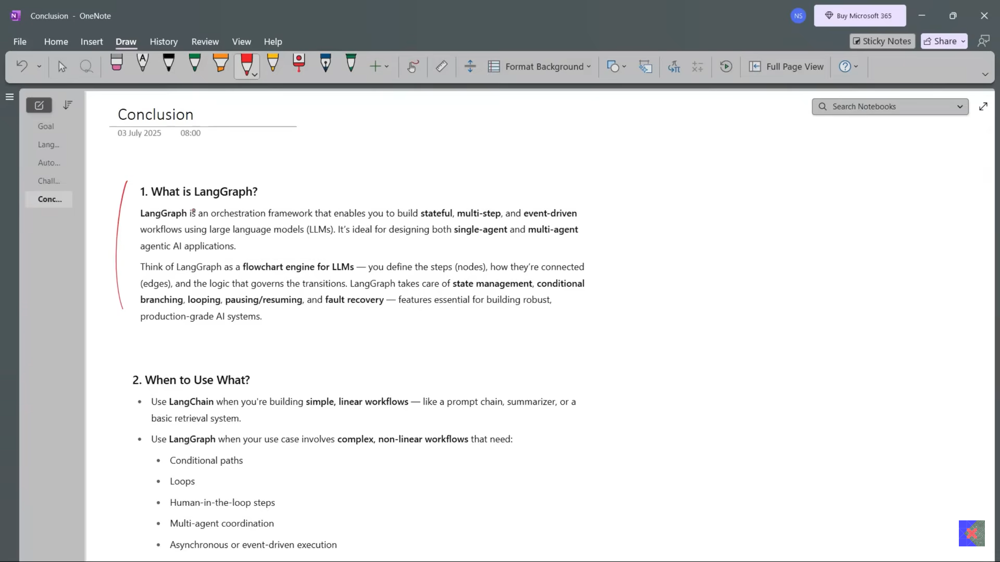 Conclusion - OneNote
NS
Buy Microsoft 365
File Home Insert Draw History Review View Help
Sticky Notes
Share
Format Background
Full Page View
Search Notebooks
Goal
Lang...
Auto...
Chall...
Conc...
Conclusion
03 July 2025 08:00
1. What is LangGraph?
LangGraph is an orchestration framework that enables you to build stateful, multi-step, and event-driven
workflows using large language models (LLMs). It’s ideal for designing both single-agent and multi-agent
agentic AI applications.
Think of LangGraph as a flowchart engine for LLMs — you define the steps (nodes), how they’re connected
(edges), and the logic that governs the transitions. LangGraph takes care of state management, conditional
branching, looping, pausing/resuming, and fault recovery — features essential for building robust,
production-grade AI systems.
2. When to Use What?
• Use LangChain when you're building simple, linear workflows — like a prompt chain, summarizer, or a
basic retrieval system.
• Use LangGraph when your use case involves complex, non-linear workflows that need:
• Conditional paths
• Loops
• Human-in-the-loop steps
• Multi-agent coordination
• Asynchronous or event-driven execution